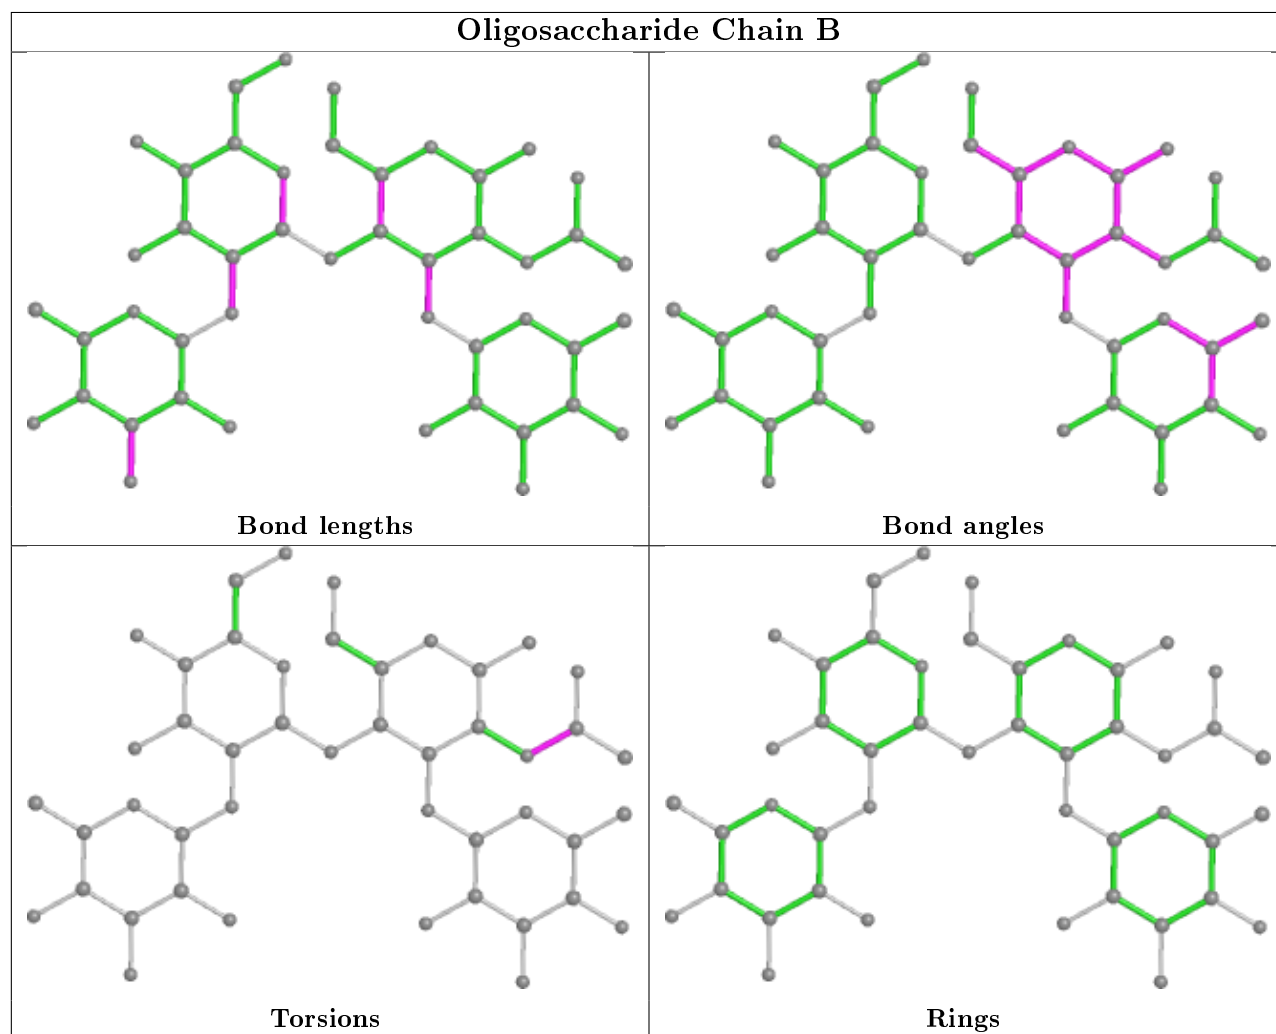 Oligosaccharide Chain B
Bond lengths
Bond angles
Torsions
Rings